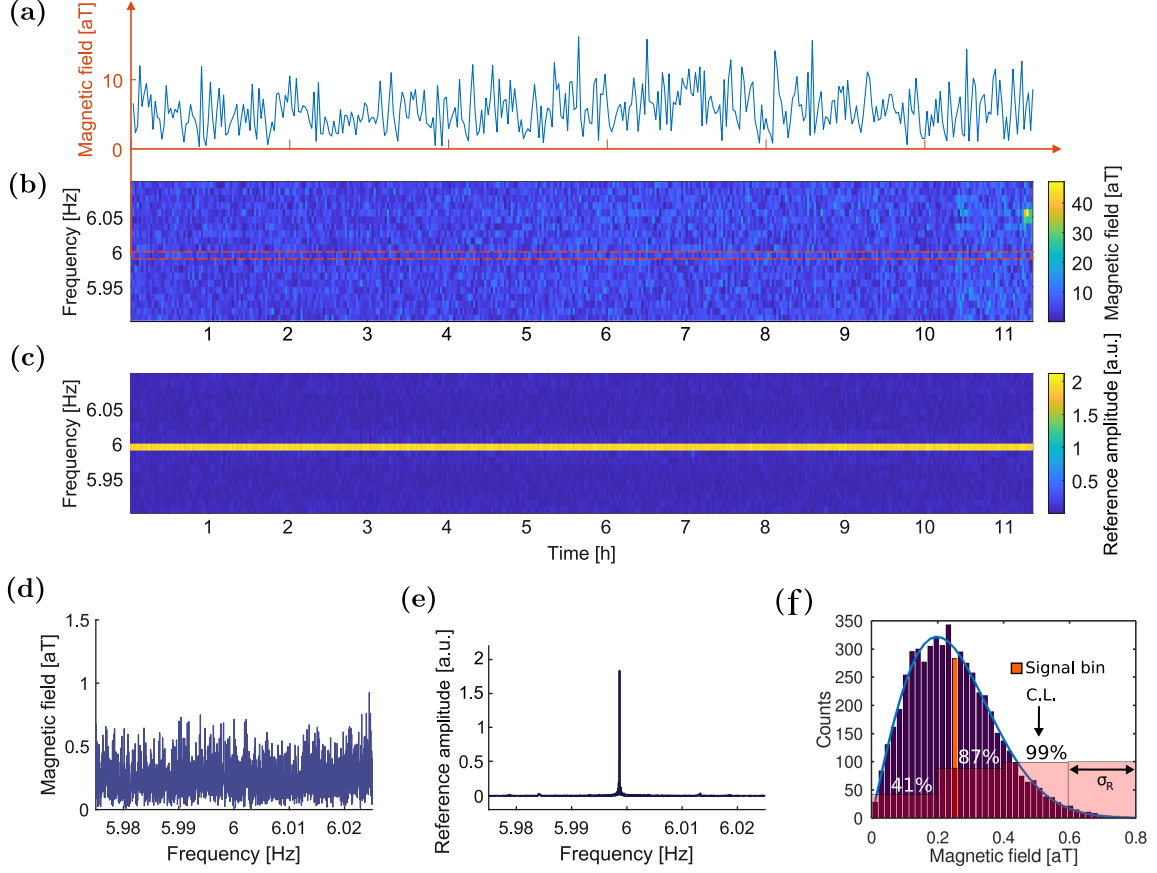 (a)
Magnetic field [aT]
10
0
(b)
Frequency [Hz]
6.05
6
5.95
1 2 3 4 5 6 7 8 9 10 11
40
30
20
10
Magnetic field [aT]
(c)
Frequency [Hz]
6.05
6
5.95
1 2 3 4 5 6 7 8 9 10 11
Time [h]
2
1.5
1
0.5
Reference amplitude [a.u.]
(d)
Magnetic field [aT]
1.5
1
0.5
0
5.98 5.99 6 6.01 6.02
Frequency [Hz]
(e)
Reference amplitude [a.u.]
2
1.5
1
0.5
0
5.98 5.99 6 6.01 6.02
Frequency [Hz]
(f)
Counts
350
300
250
200
150
100
50
0
Signal bin
C.L.
99%
87%
41%
σR
0 0.2 0.4 0.6 0.8
Magnetic field [aT]